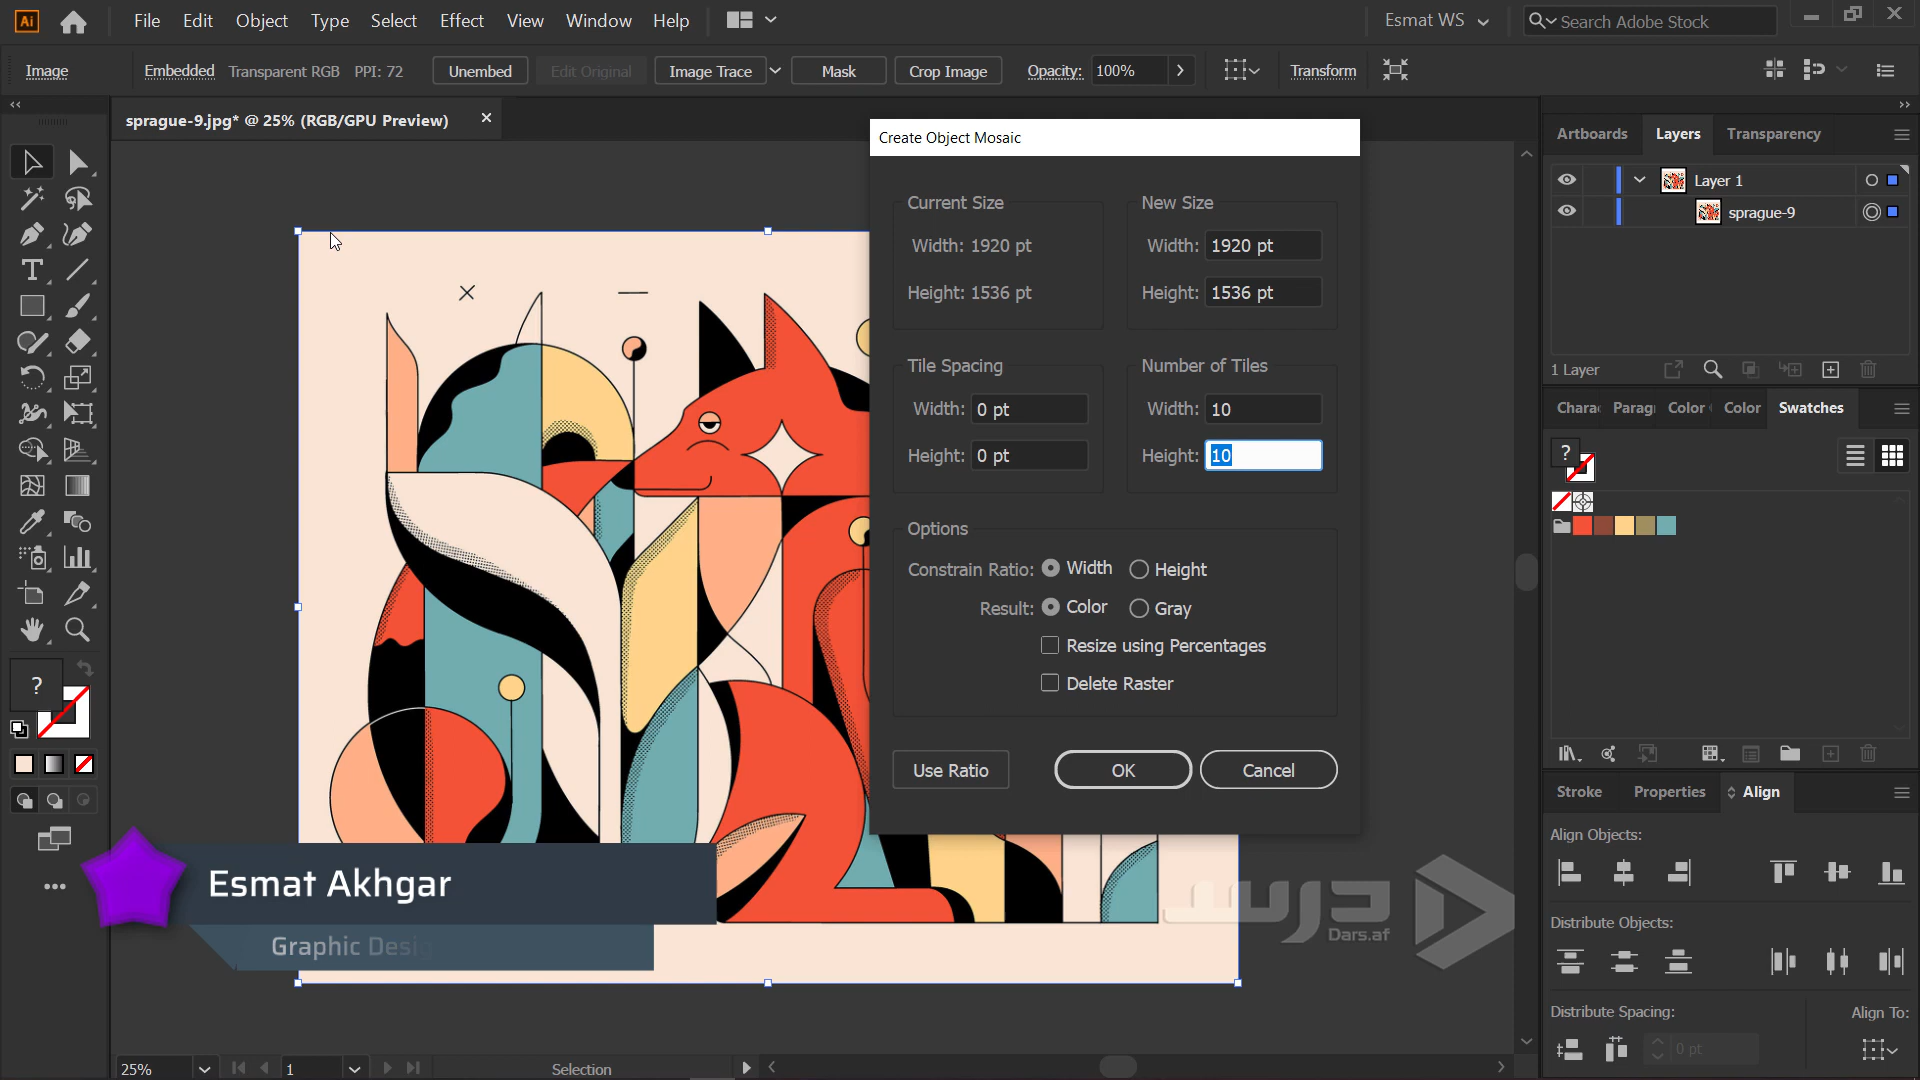 Ai File Edit Object Type Select Effect View Window Help Esmat WS Search Adobe Stock
Image Embedded Transparent RGB PPI: 72 Unembed Edit Original Image Trace Mask Crop Image Opacity: 100% Transform
sprague-9.jpg* @ 25% (RGB/GPU Preview)
Create Object Mosaic
Current Size
Width: 1920 pt
Height: 1536 pt
New Size
Width: 1920 pt
Height: 1536 pt
Tile Spacing
Width: 0 pt
Height: 0 pt
Number of Tiles
Width: 10
Height: 10
Options
Constrain Ratio: Width Height
Result: Color Gray
Resize using Percentages
Delete Raster
Use Ratio OK Cancel
Artboards Layers Transparency
Layer 1
sprague-9
1 Layer
Charac Paragi Color Color Swatches
?
Stroke Properties Align
Align Objects:
Distribute Objects:
Distribute Spacing: Align To:
0 pt
?
Esmat Akhgar
Graphic Desig
درس
Dars.af
25% 1 Selection